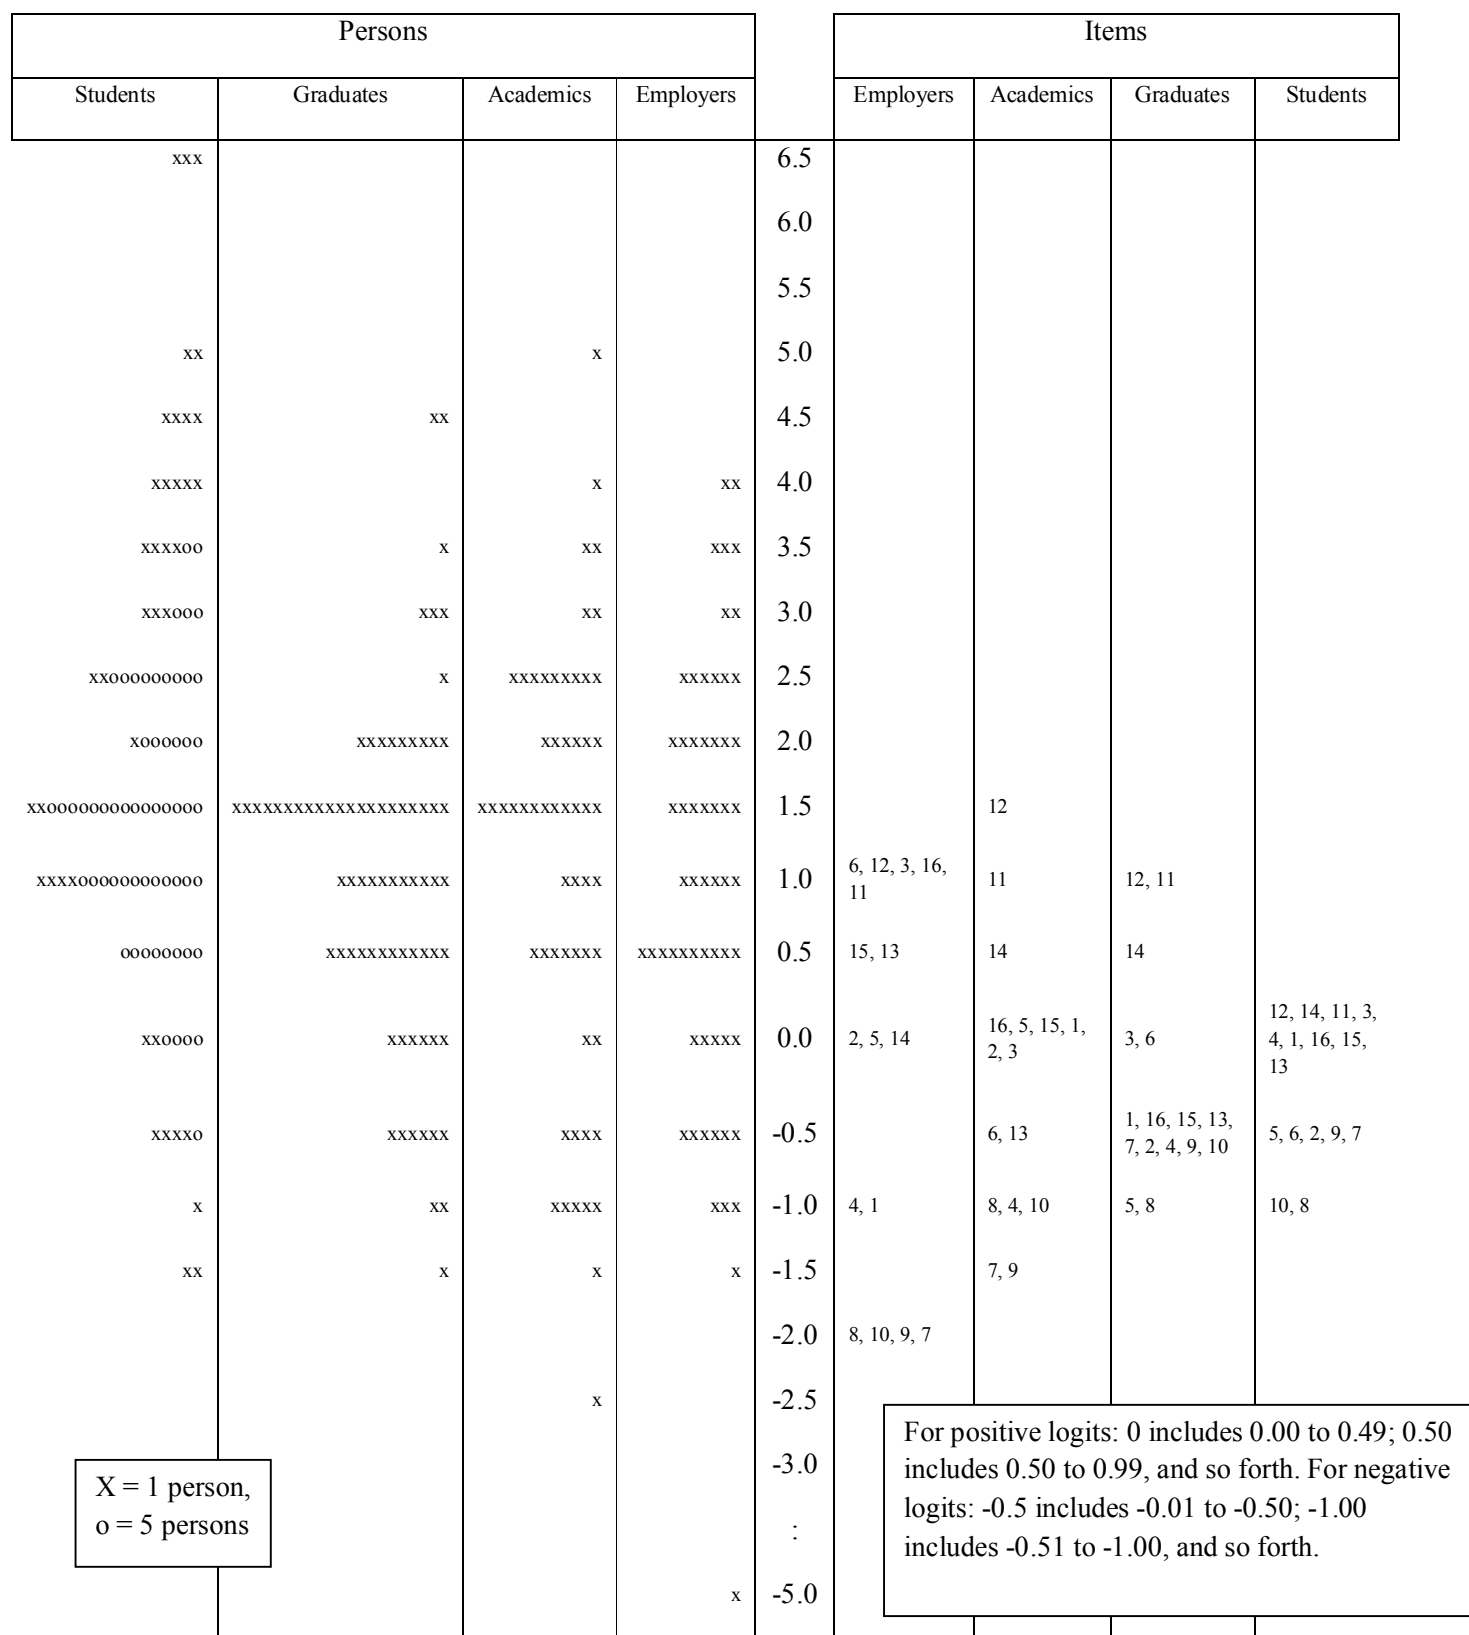 Persons Items
Students Graduates Academics Employers Employers Academics Graduates Students
xxx 6.5
6.0
5.5
xx x 5.0
xxxx xx 4.5
xxxxx x xx 4.0
xxxxoo x xx xxx 3.5
xxxooo xxx xx xx 3.0
xxooooooooo x xxxxxxxxx xxxxxx 2.5
xoooooo xxxxxxxxx xxxxxx xxxxxxx 2.0
xxooooooooooooooo xxxxxxxxxxxxxxxxxxxxx xxxxxxxxxxxx xxxxxxx 1.5 12
xxxxoooooooooooo xxxxxxxxxxx xxxx xxxxxx 1.0 6, 12, 3, 16,
11 11 12, 11
oooooooo xxxxxxxxxxxx xxxxxxx xxxxxxxxxx 0.5 15, 13 14 14
xxoooo xxxxxx xx xxxxx 0.0 2, 5, 14 16, 5, 15, 1,
2, 3 3, 6 12, 14, 11, 3,
4, 1, 16, 15,
13
xxxxo xxxxxx xxxx xxxxxx -0.5 6, 13 1, 16, 15, 13,
7, 2, 4, 9, 10 5, 6, 2, 9, 7
x xx xxxxx xxx -1.0 4, 1 8, 4, 10 5, 8 10, 8
xx x x x -1.5 7, 9
-2.0 8, 10, 9, 7
x -2.5
-3.0
:
x -5.0
X = 1 person,
o = 5 persons
For positive logits: 0 includes 0.00 to 0.49; 0.50
includes 0.50 to 0.99, and so forth. For negative
logits: -0.5 includes -0.01 to -0.50; -1.00
includes -0.51 to -1.00, and so forth.